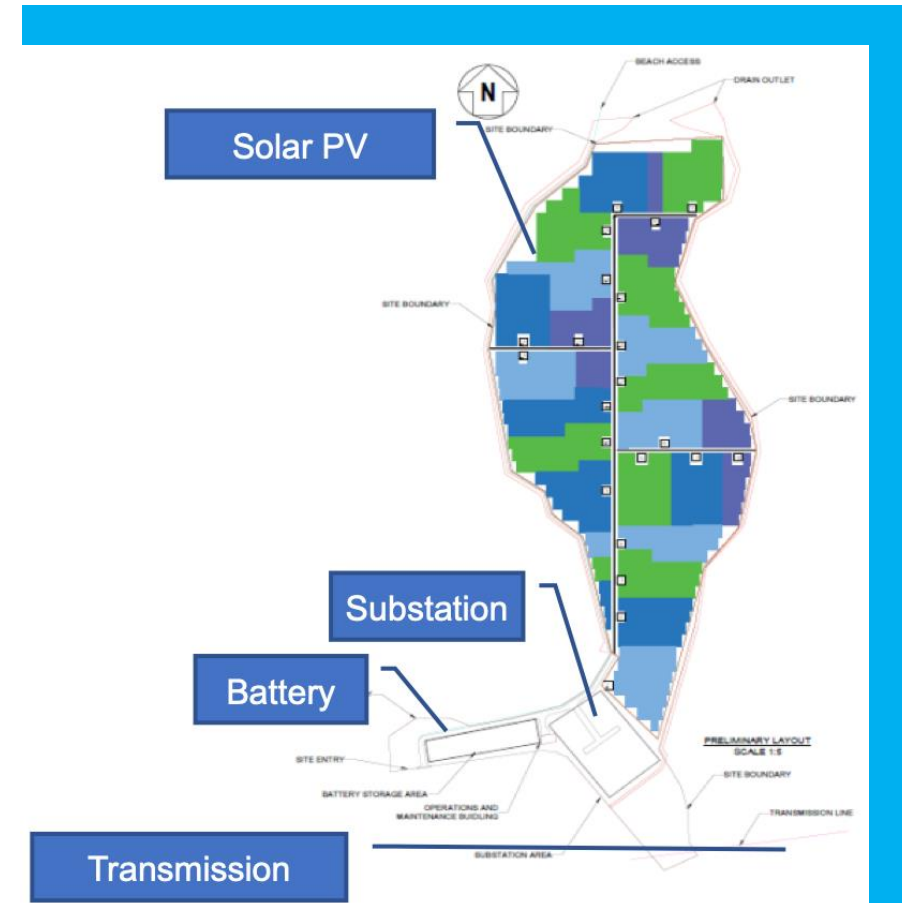 BEACH ACCESS
DRAIN OUTLET
N
SITE BOUNDARY
Solar PV
SITE BOUNDARY
SITE BOUNDARY
Substation
Battery
PRELIMINARY LAYOUT
SCALE 1:5
SITE ENTRY
SITE BOUNDARY
BATTERY STORAGE AREA
OPERATIONS AND
MAINTENANCE BUIDLING
TRANSMISSION LINE
SUBSTATION AREA
Transmission